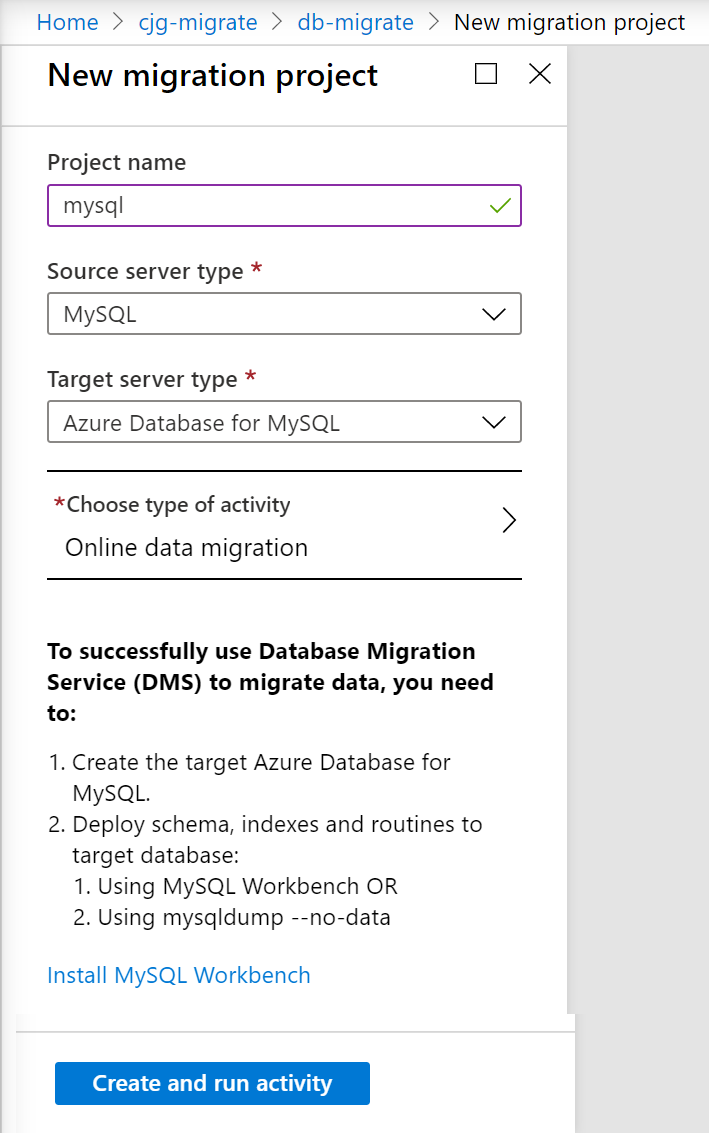 Home > cjg-migrate > db-migrate > New migration project
New migration project
Project name
mysql
Source server type *
MySQL
Target server type *
Azure Database for MySQL
*Choose type of activity
Online data migration
To successfully use Database Migration
Service (DMS) to migrate data, you need
to:
1. Create the target Azure Database for
MySQL.
2. Deploy schema, indexes and routines to
target database:
1. Using MySQL Workbench OR
2. Using mysqldump --no-data
Install MySQL Workbench
Create and run activity